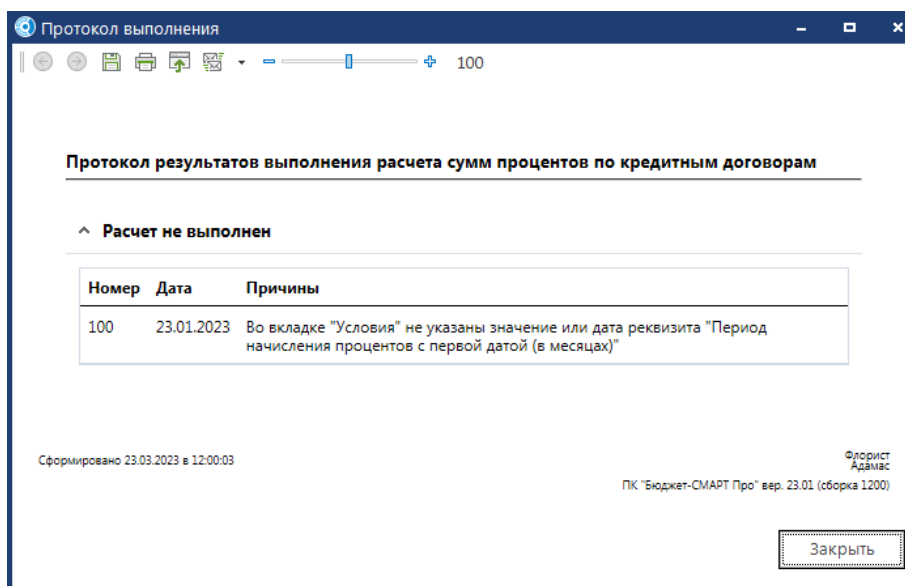 Протокол выполнения
100
Протокол результатов выполнения расчета сумм процентов по кредитным договорам
Расчет не выполнен
Номер Дата Причины
100 23.01.2023 Во вкладке "Условия" не указаны значение или дата реквизита "Период
начисления процентов с первой датой (в месяцах)"
Сформировано 23.03.2023 в 12:00:03
Флорист
Адамас
ПК "Бюджет-СМАРТ Про" вер. 23.01 (сборка 1200)
Закрыть